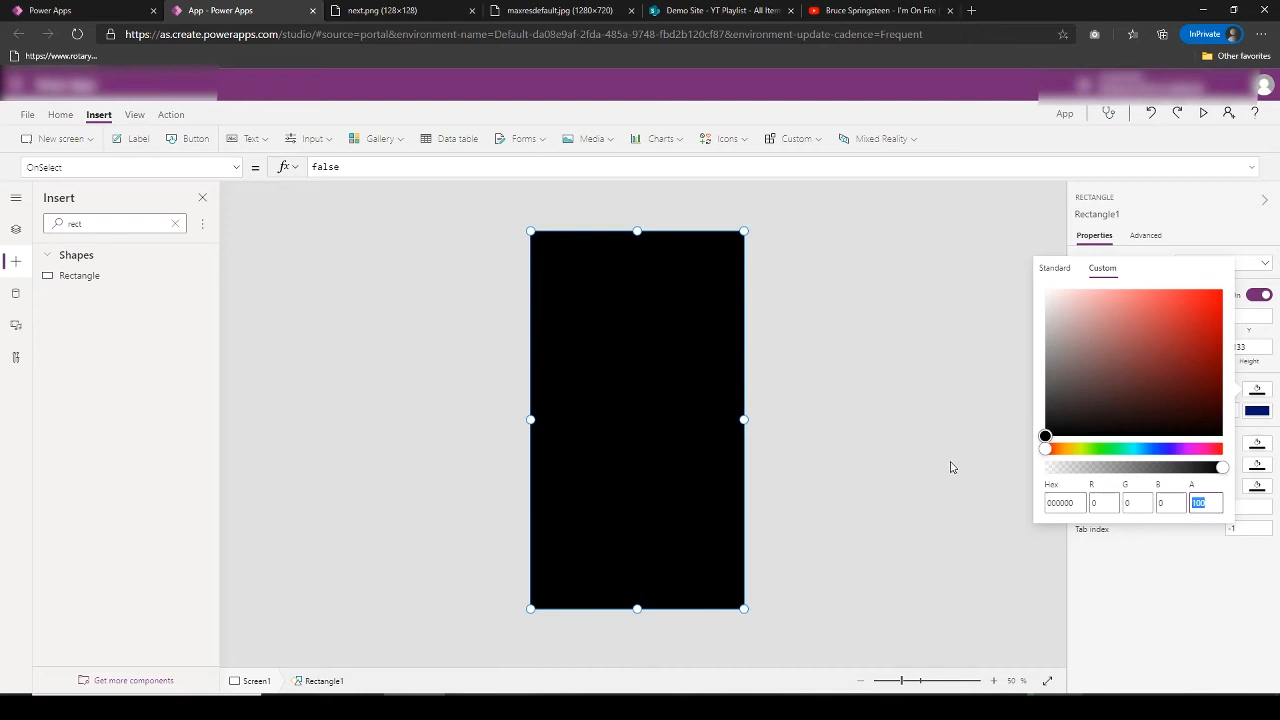 Power Apps
App - Power Apps
next.png (128×128)
maxresdefault.jpg (1280×720)
Demo Site - YT Playlist - All Item
Bruce Springsteen - I'm On Fire (
https://as.create.powerapps.com/studio/#source=portal&environment-name=Default-da08e9af-2fda-485a-9748-fbd2b120cf87&environment-update-cadence=Frequent
InPrivate
https://www.rotary...
Other favorites
File
Home
Insert
View
Action
App
New screen
Label
Button
Text
Input
Gallery
Data table
Forms
Media
Charts
Icons
Custom
Mixed Reality
OnSelect
=
fx
false
Insert
RECTANGLE
Rectangle1
rect
Properties
Advanced
Shapes
Rectangle
Standard
Custom
On
Y
33
Height
Hex
R
G
B
A
000000
0
0
0
100
Tab index
-1
Get more components
Screen1
Rectangle1
50 %